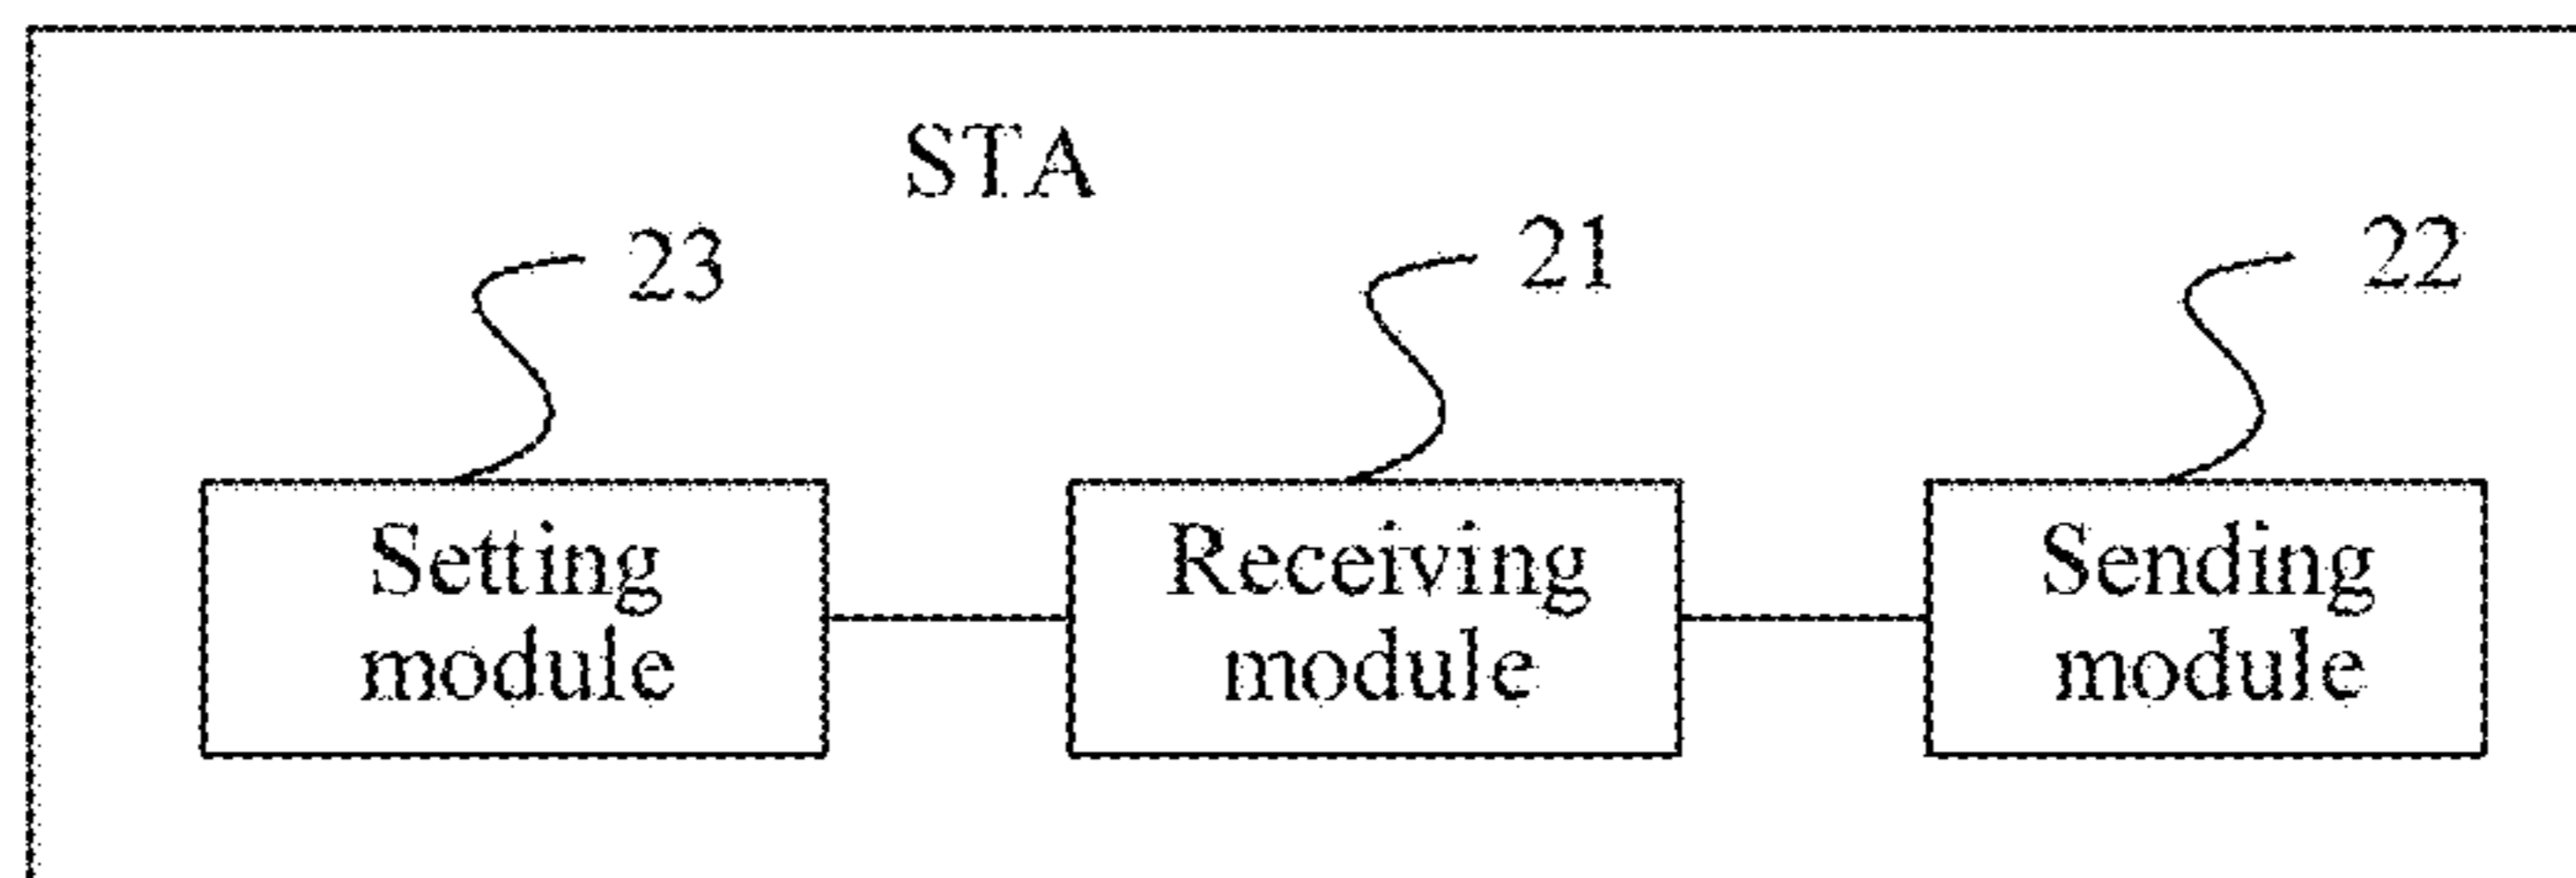 STA
23
21
22
Setting
module
Receiving
module
Sending
module